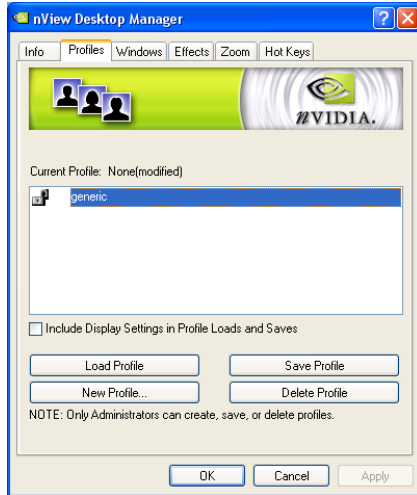 nView Desktop Manager
Info Profiles Windows Effects Zoom Hot Keys
nVIDIA.
Current Profile: None(modified)
generic
Include Display Settings in Profile Loads and Saves
Load Profile Save Profile
New Profile... Delete Profile
NOTE: Only Administrators can create, save, or delete profiles.
OK Cancel Apply